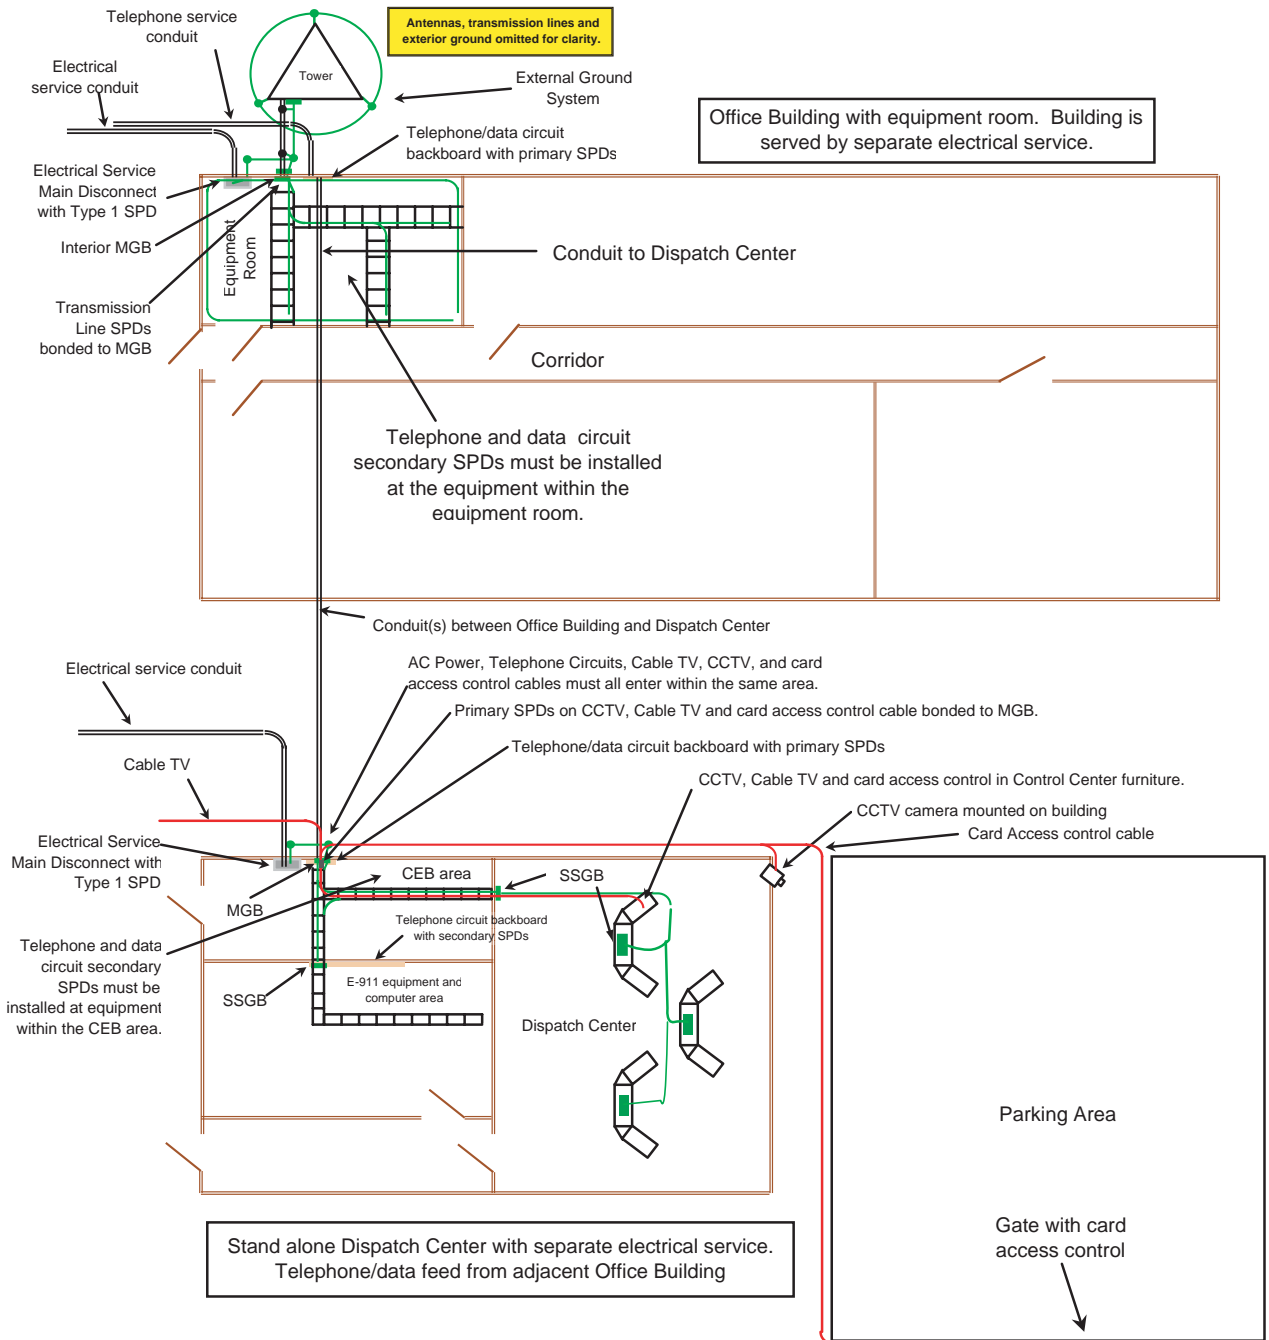 Telephone service
conduit
Antennas, transmission lines and
exterior ground omitted for clarity.
Electrical
service conduit
Tower
External Ground
System
Office Building with equipment room. Building is
served by separate electrical service.
Telephone/data circuit
backboard with primary SPDs
Electrical Service
Main Disconnect
with Type 1 SPD
Interior MGB
Equipment
Room
Conduit to Dispatch Center
Transmission
Line SPDs
bonded to MGB
Corridor
Telephone and data circuit
secondary SPDs must be installed
at the equipment within the
equipment room.
Conduit(s) between Office Building and Dispatch Center
Electrical service conduit
AC Power, Telephone Circuits, Cable TV, CCTV, and card
access control cables must all enter within the same area.
Primary SPDs on CCTV, Cable TV and card access control cable bonded to MGB.
Telephone/data circuit backboard with primary SPDs
Cable TV
CCTV, Cable TV and card access control in Control Center furniture.
CCTV camera mounted on building
Card Access control cable
Electrical Service
Main Disconnect with
Type 1 SPD
CEB area
SSGB
MGB
Telephone circuit backboard
with secondary SPDs
Telephone and data
circuit secondary
SPDs must be
installed at equipment
within the CEB area.
SSGB
E-911 equipment and
computer area
Dispatch Center
Parking Area
Gate with card
access control
Stand alone Dispatch Center with separate electrical service.
Telephone/data feed from adjacent Office Building